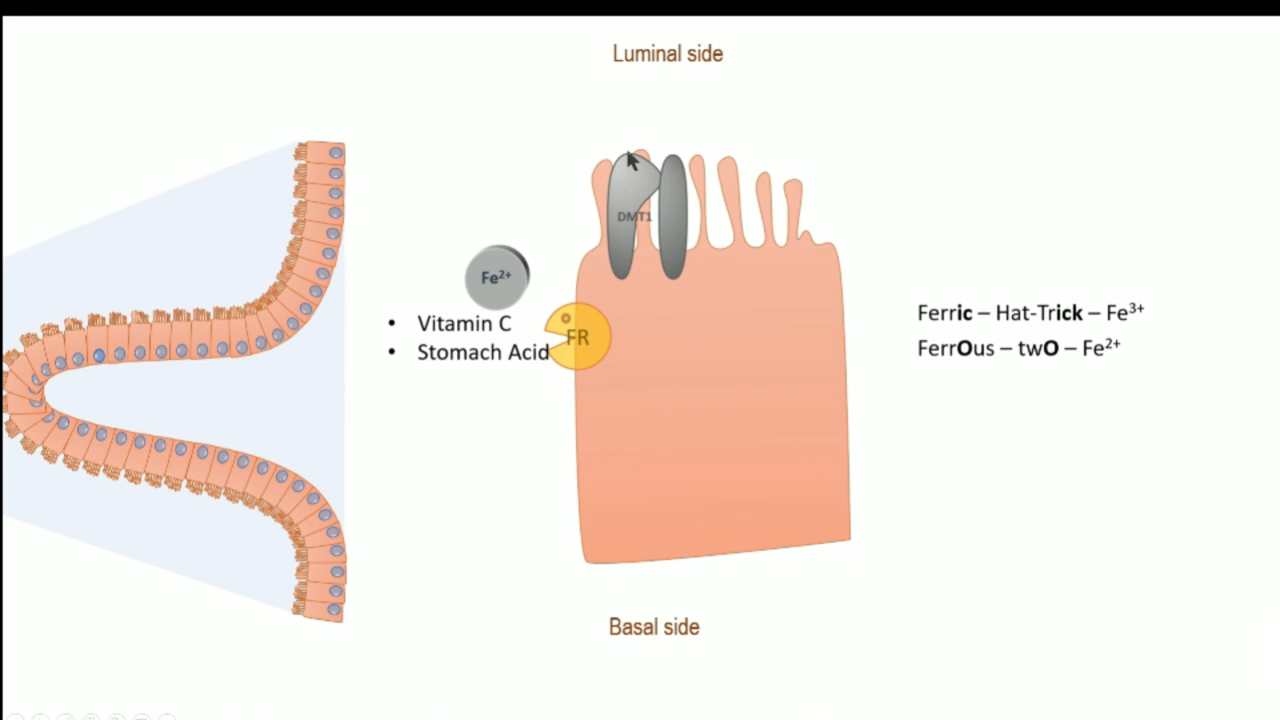 Luminal side
DMT1
Fe²⁺
• Vitamin C
• Stomach Acid
FR
Ferric – Hat-Trick – Fe³⁺
FerrOus – twO – Fe²⁺
Basal side